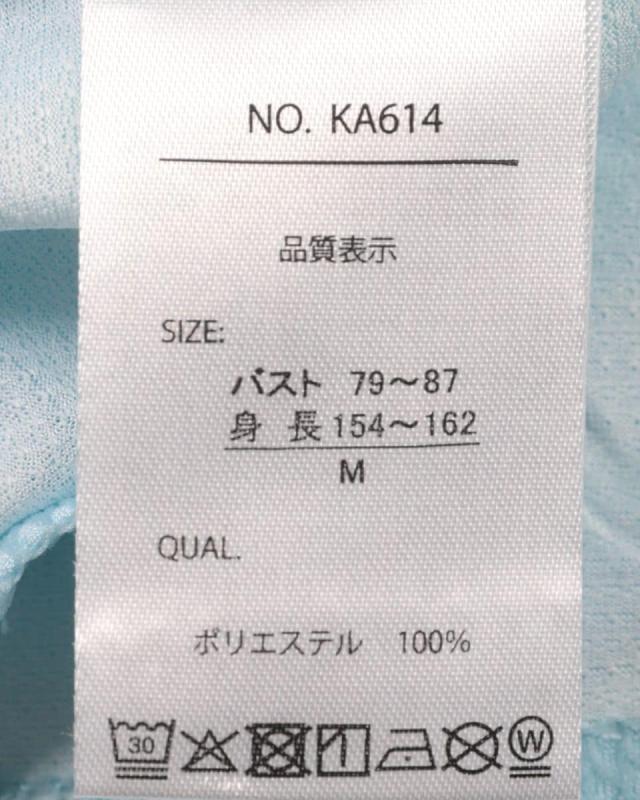 NO. KA614
品質表示
SIZE:
バスト 79～87
身 長 154～162
M
QUAL.
ポリエステル 100%
30 W